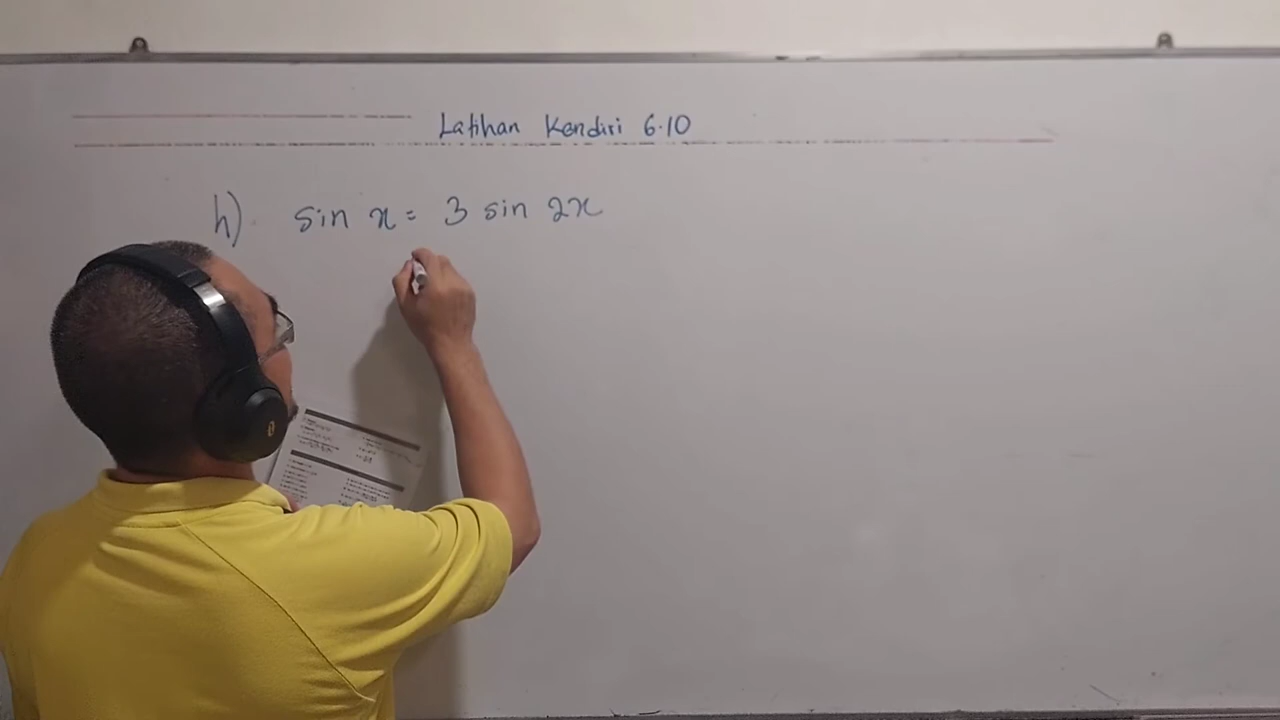 Latihan Kendiri 6.10
h) sin x = 3 sin 2x